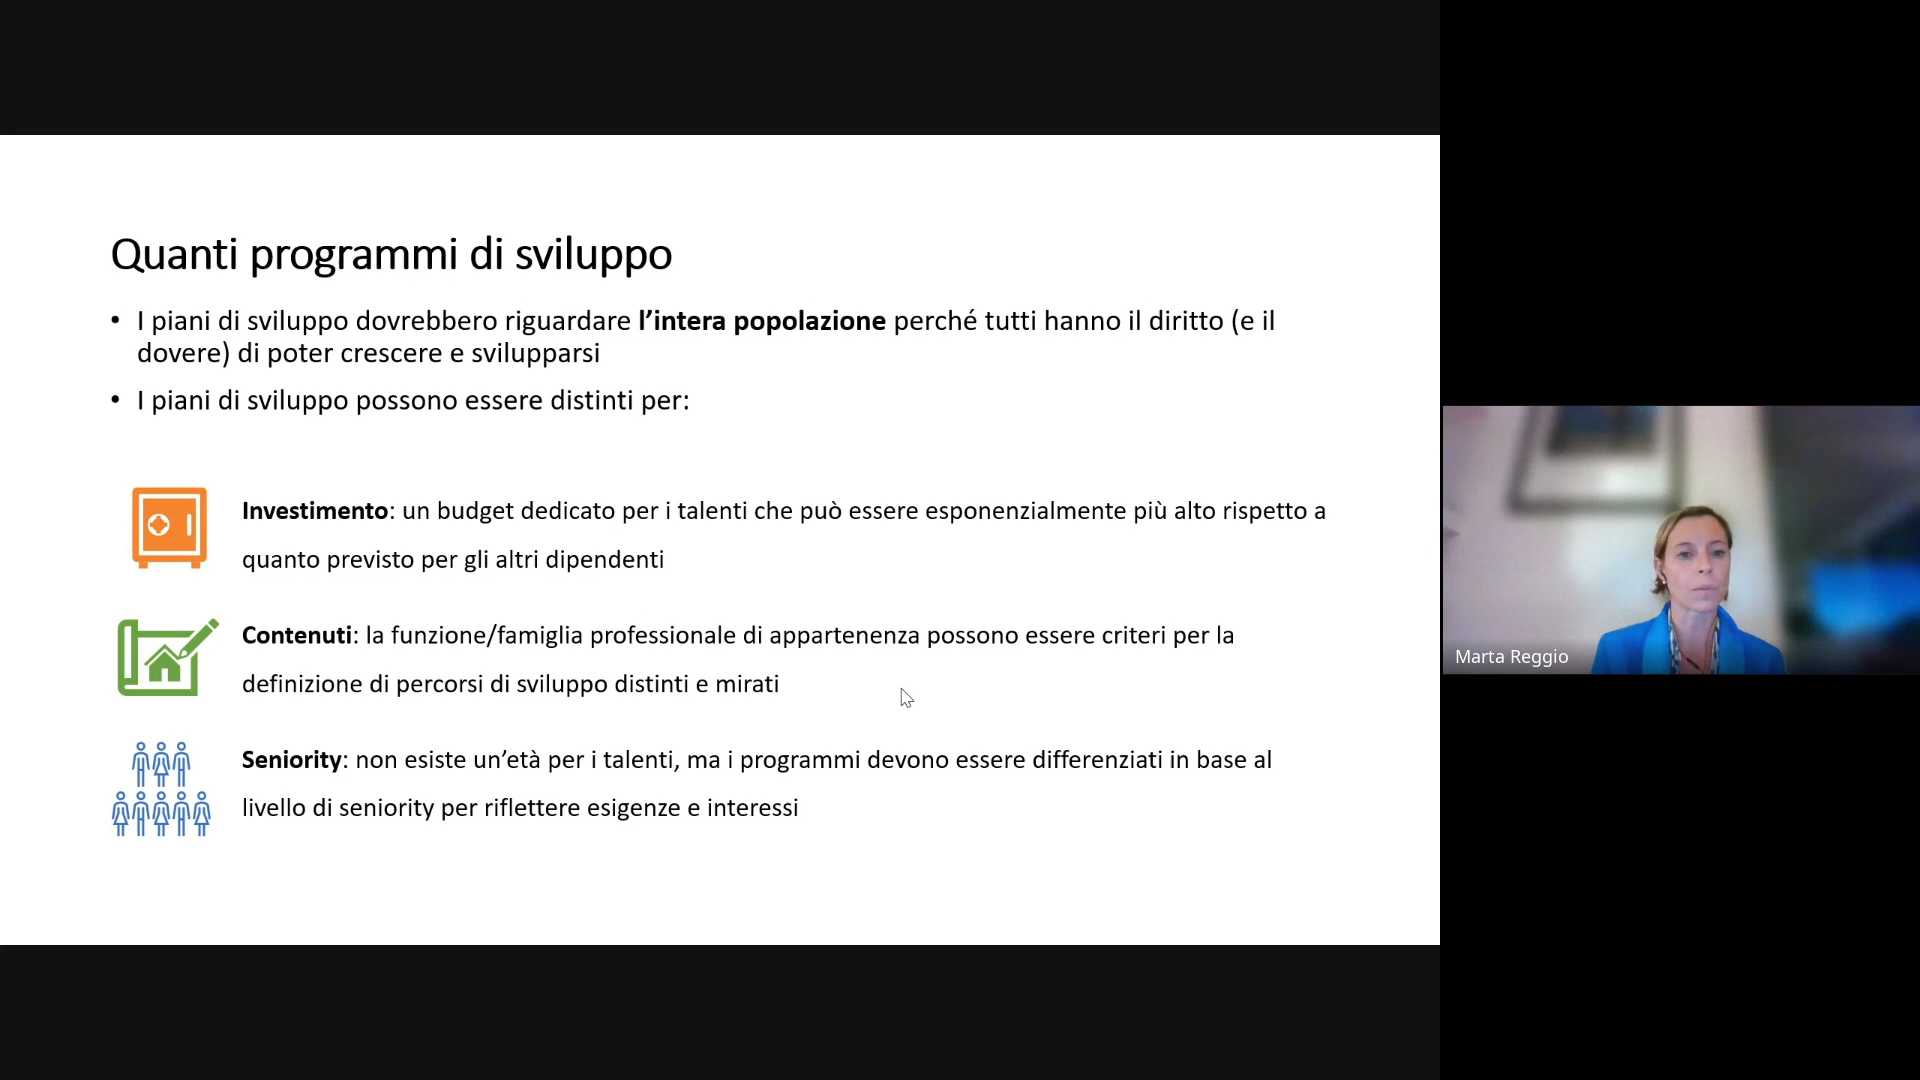 Quanti programmi di sviluppo
• I piani di sviluppo dovrebbero riguardare l’intera popolazione perché tutti hanno il diritto (e il
dovere) di poter crescere e svilupparsi
• I piani di sviluppo possono essere distinti per:
Investimento: un budget dedicato per i talenti che può essere esponenzialmente più alto rispetto a
quanto previsto per gli altri dipendenti
Contenuti: la funzione/famiglia professionale di appartenenza possono essere criteri per la
definizione di percorsi di sviluppo distinti e mirati
Seniority: non esiste un’età per i talenti, ma i programmi devono essere differenziati in base al
livello di seniority per riflettere esigenze e interessi
Marta Reggio